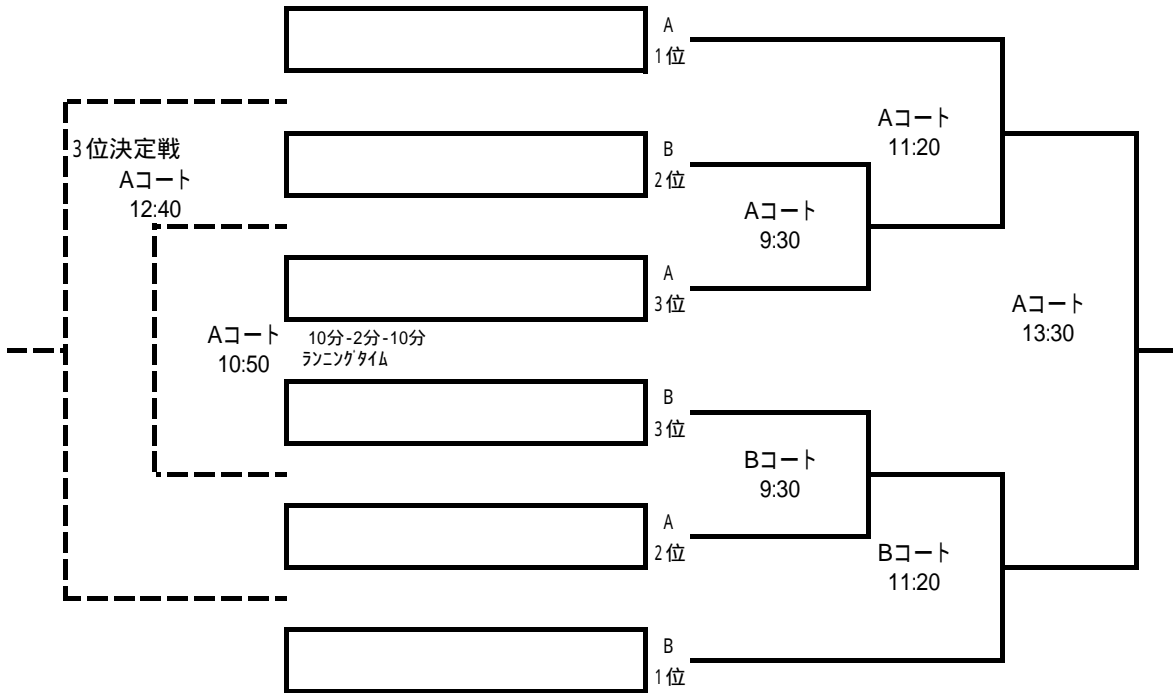 A
1位
Aコート
11:20
3位決定戦
Aコート
12:40
B
2位
Aコート
9:30
A
3位
Aコート
13:30
Aコート
10:50
10分-2分-10分
ランニングタイム
B
3位
Bコート
9:30
A
2位
Bコート
11:20
B
1位